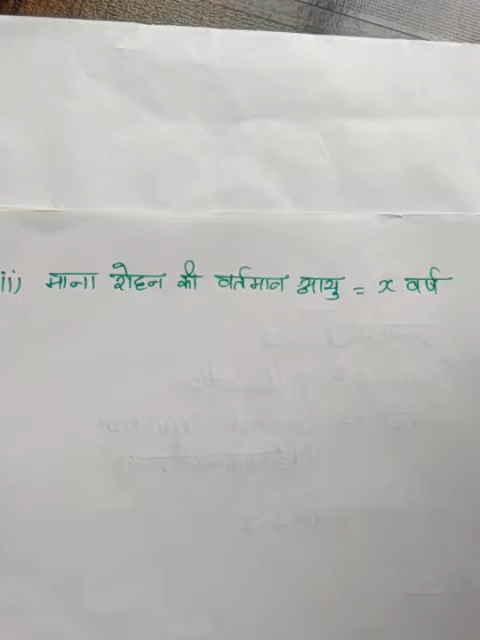 ii) माना रोहन की वर्तमान आयु = x वर्ष